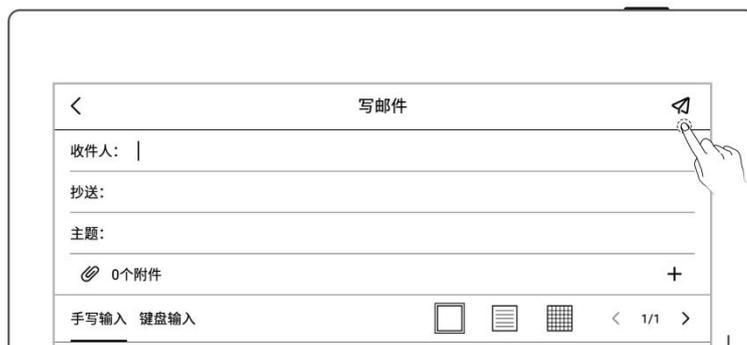 写邮件
收件人：
抄送：
主题：
0个附件
手写输入 键盘输入 1/1